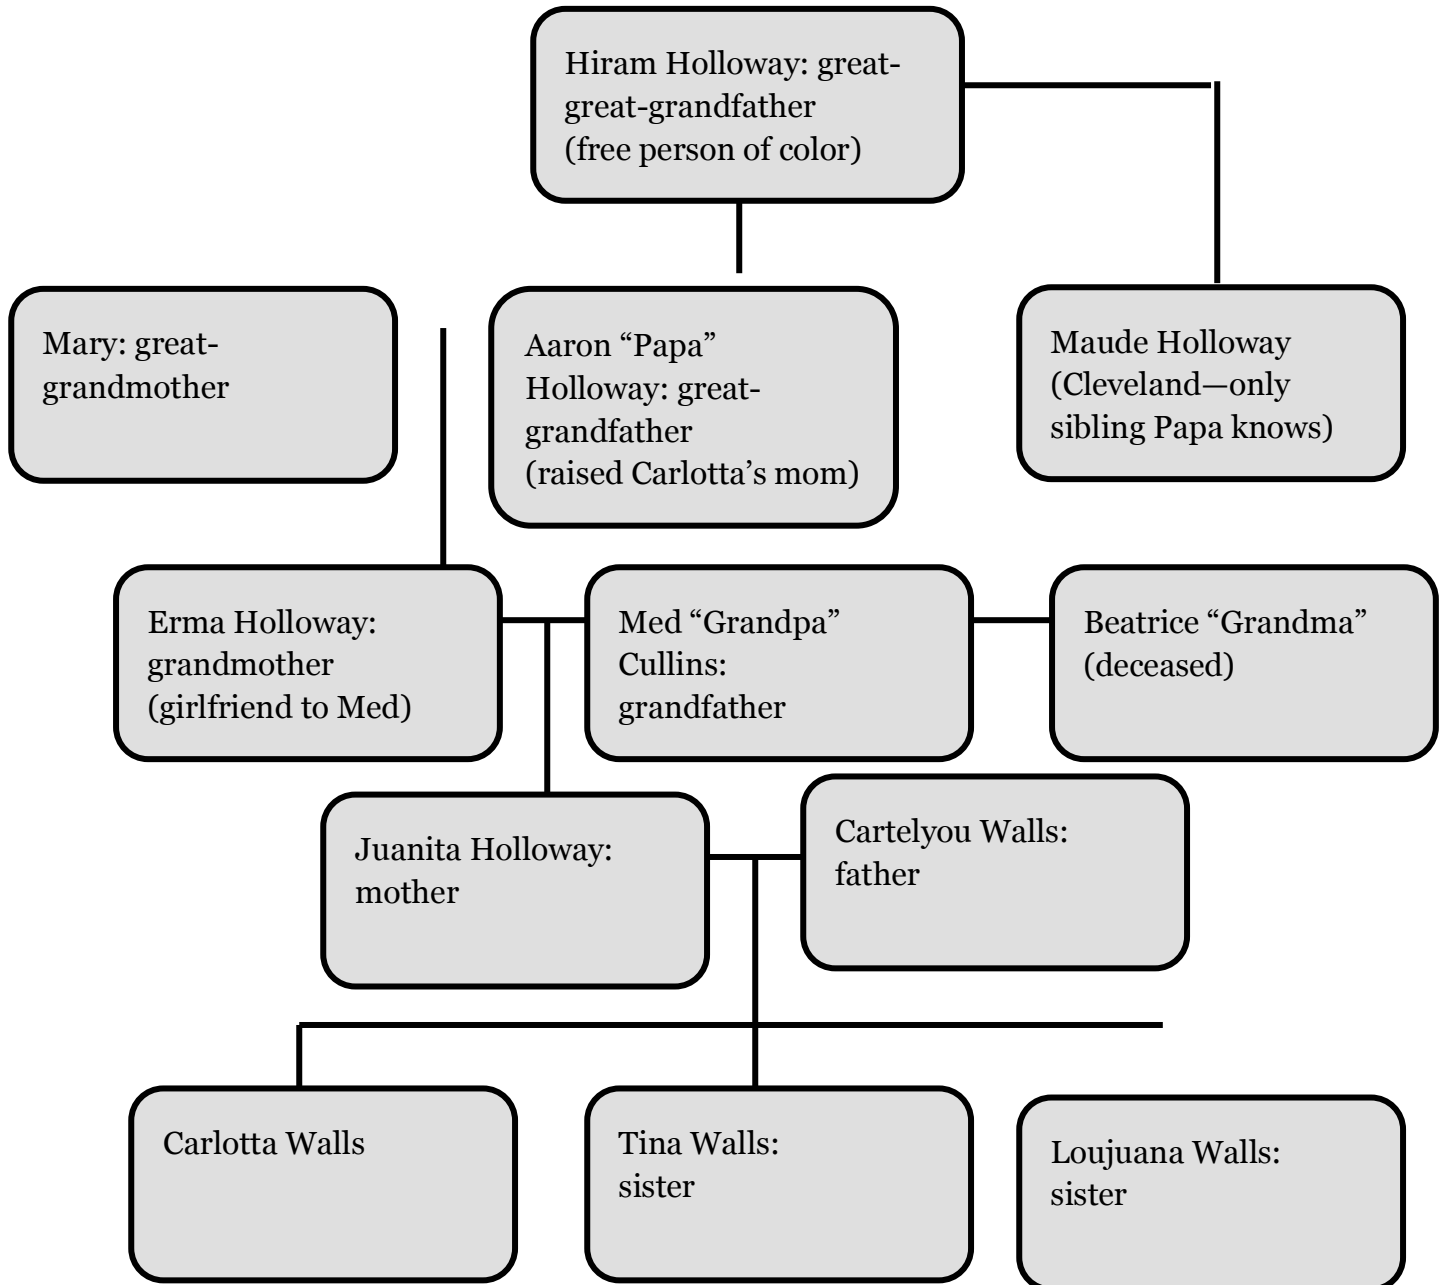 Hiram Holloway: great-
great-grandfather
(free person of color)
Mary: great-
grandmother
Aaron “Papa”
Holloway: great-
grandfather
(raised Carlotta’s mom)
Maude Holloway
(Cleveland—only
sibling Papa knows)
Erma Holloway:
grandmother
(girlfriend to Med)
Med “Grandpa”
Cullins:
grandfather
Beatrice “Grandma”
(deceased)
Juanita Holloway:
mother
Cartelyou Walls:
father
Carlotta Walls
Tina Walls:
sister
Loujuana Walls:
sister